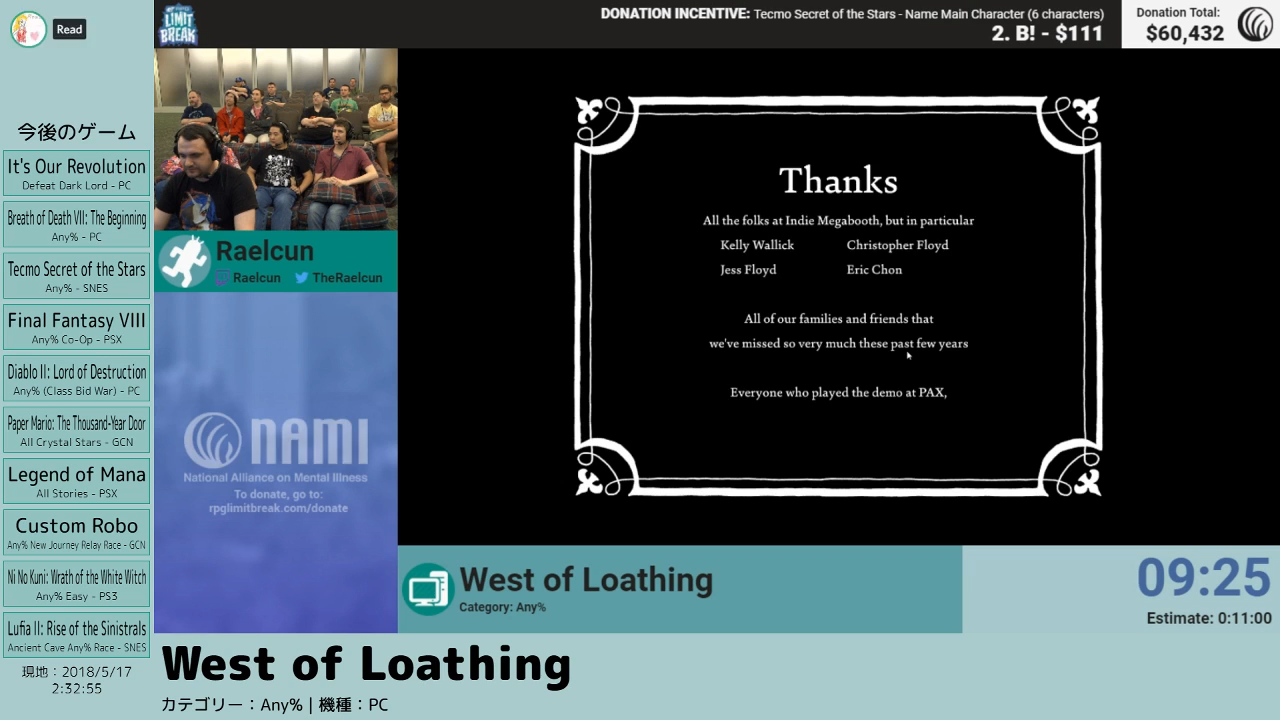 Read
LIMIT
BREAK
DONATION INCENTIVE: Tecmo Secret of the Stars - Name Main Character (6 characters)
2. B! - $111
Donation Total:
$60,432
今後のゲーム
It's Our Revolution
Defeat Dark Lord - PC
Breath of Death VII: The Beginning
Any% - PC
Tecmo Secret of the Stars
Any% - SNES
Final Fantasy VIII
Any% Co-Op - PSX
Diablo II: Lord of Destruction
Any% (Class Bid War) - PC
Paper Mario: The Thousand-Year Door
All Crystal Stars - GCN
Legend of Mana
All Stories - PSX
Custom Robo
Any% New Journey Relay Race - GCN
Ni No Kuni: Wrath of the White Witch
Any% Easy - PS3
Lufia II: Rise of the Sinistrals
Ancient Cave Any% Race - SNES
現地：2018/5/17
2:32:55
Raelcun
Raelcun TheRaelcun
NAMI
National Alliance on Mental Illness
To donate, go to:
rpglimitbreak.com/donate
Thanks
All the folks at Indie Megabooth, but in particular
Kelly Wallick Christopher Floyd
Jess Floyd Eric Chon
All of our families and friends that
we've missed so very much these past few years
Everyone who played the demo at PAX,
West of Loathing
Category: Any%
09:25
Estimate: 0:11:00
West of Loathing
カテゴリー：Any% | 機種：PC